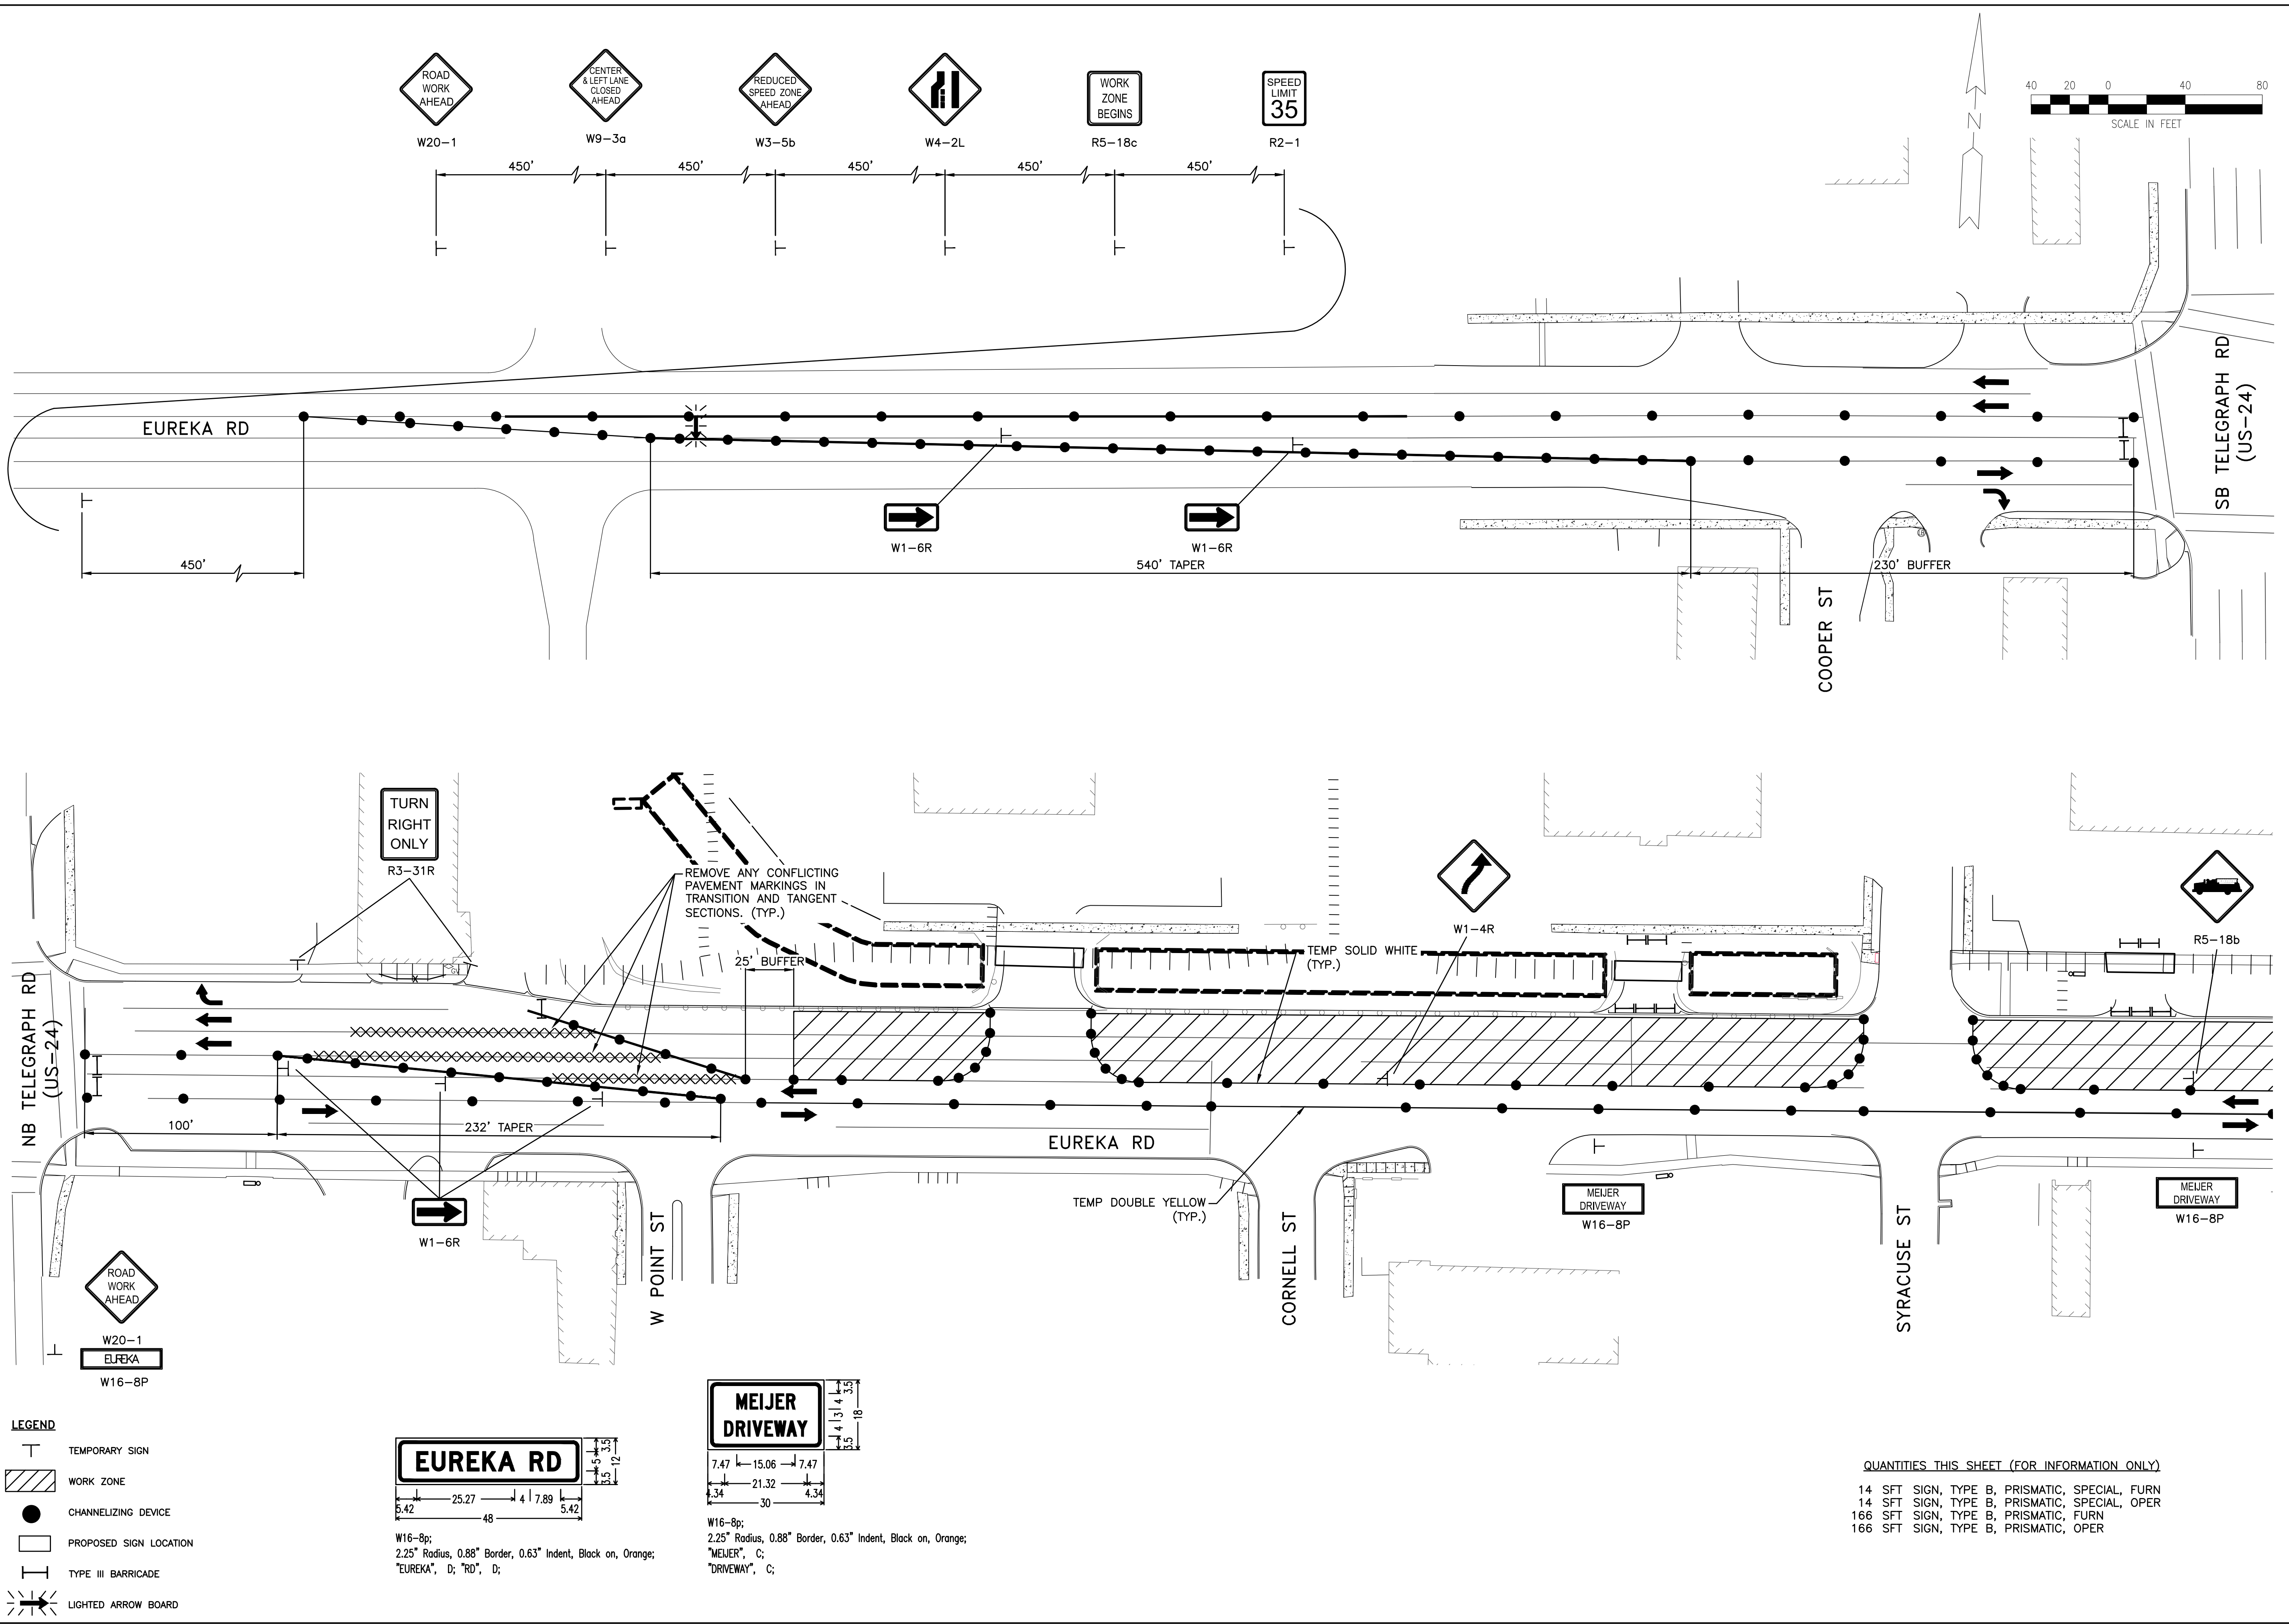 ROAD
WORK
AHEAD
W20-1
CENTER
& LEFT LANE
CLOSED
AHEAD
W9-3a
REDUCED
SPEED ZONE
AHEAD
W3-5b
W4-2L
WORK
ZONE
BEGINS
R5-18c
SPEED
LIMIT
35
R2-1
450' 450' 450' 450' 450'
N
40 20 0 40 80
SCALE IN FEET
EUREKA RD
SB TELEGRAPH RD
(US-24)
W1-6R
W1-6R
450'
540' TAPER
230' BUFFER
COOPER ST
TURN
RIGHT
ONLY
R3-31R
REMOVE ANY CONFLICTING
PAVEMENT MARKINGS IN
TRANSITION AND TANGENT
SECTIONS. (TYP.)
25' BUFFER
TEMP SOLID WHITE
(TYP.)
W1-4R
R5-18b
NB TELEGRAPH RD
(US-24)
100'
232' TAPER
EUREKA RD
W1-6R
TEMP DOUBLE YELLOW
(TYP.)
W POINT ST
CORNELL ST
SYRACUSE ST
MEIJER
DRIVEWAY
W16-8P
MEIJER
DRIVEWAY
W16-8P
ROAD
WORK
AHEAD
W20-1
EUREKA
W16-8P
LEGEND
TEMPORARY SIGN
WORK ZONE
CHANNELIZING DEVICE
PROPOSED SIGN LOCATION
TYPE III BARRICADE
LIGHTED ARROW BOARD
EUREKA RD
3.5 5 3.5
12
5.42 25.27 4 7.89 5.42
48
W16-8p;
2.25" Radius, 0.88" Border, 0.63" Indent, Black on, Orange;
"EUREKA", D; "RD", D;
MEIJER
DRIVEWAY
3.5 4 3 4 3.5
18
7.47 15.06 7.47
4.34 21.32 4.34
30
W16-8p;
2.25" Radius, 0.88" Border, 0.63" Indent, Black on, Orange;
"MEIJER", C;
"DRIVEWAY", C;
QUANTITIES THIS SHEET (FOR INFORMATION ONLY)
14 SFT SIGN, TYPE B, PRISMATIC, SPECIAL, FURN
14 SFT SIGN, TYPE B, PRISMATIC, SPECIAL, OPER
166 SFT SIGN, TYPE B, PRISMATIC, FURN
166 SFT SIGN, TYPE B, PRISMATIC, OPER